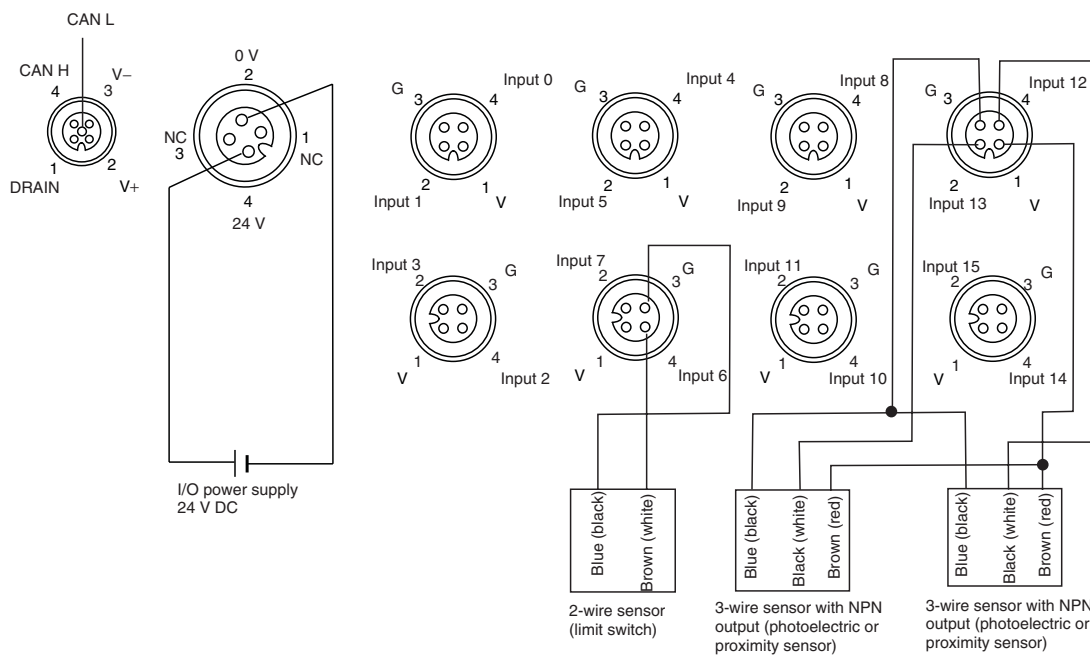 CAN L
CAN H
V–
4
3
1
2
DRAIN
V+
0 V
2
NC
3
1
NC
4
24 V
I/O power supply
24 V DC
G
Input 0
3
4
2
1
Input 1
V
Input 4
G
3
4
2
1
Input 5
V
Input 8
G
3
4
2
1
Input 9
V
Input 12
G
3
4
2
1
Input 13
V
Input 3
2
G
3
1
4
V
Input 2
Input 7
2
G
3
1
4
V
Input 6
Input 11
2
G
3
1
4
V
Input 10
Input 15
2
G
3
1
4
V
Input 14
Blue (black)
Brown (white)
2-wire sensor
(limit switch)
Blue (black)
Black (white)
Brown (red)
3-wire sensor with NPN
output (photoelectric or
proximity sensor)
Blue (black)
Black (white)
Brown (red)
3-wire sensor with NPN
output (photoelectric or
proximity sensor)